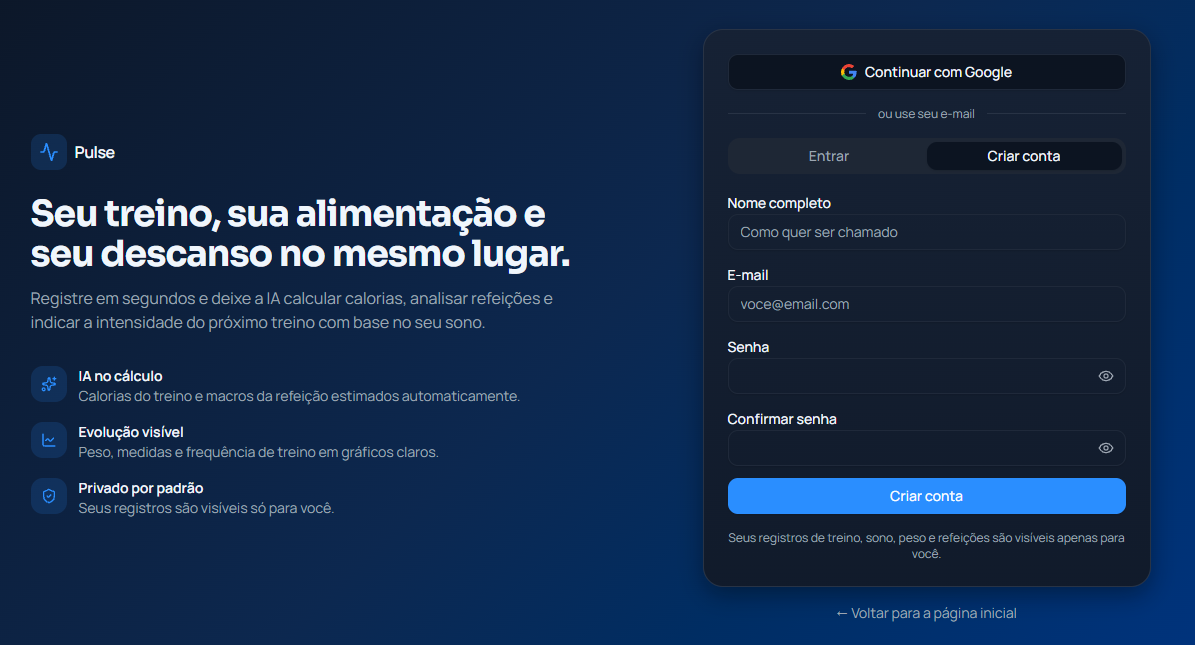 Pulse
Seu treino, sua alimentação e
seu descanso no mesmo lugar.
Registre em segundos e deixe a IA calcular calorias, analisar refeições e
indicar a intensidade do próximo treino com base no seu sono.
IA no cálculo
Calorias do treino e macros da refeição estimados automaticamente.
Evolução visível
Peso, medidas e frequência de treino em gráficos claros.
Privado por padrão
Seus registros são visíveis só para você.
Continuar com Google
ou use seu e-mail
Entrar
Criar conta
Nome completo
Como quer ser chamado
E-mail
voce@email.com
Senha
Confirmar senha
Criar conta
Seus registros de treino, sono, peso e refeições são visíveis apenas para
você.
← Voltar para a página inicial